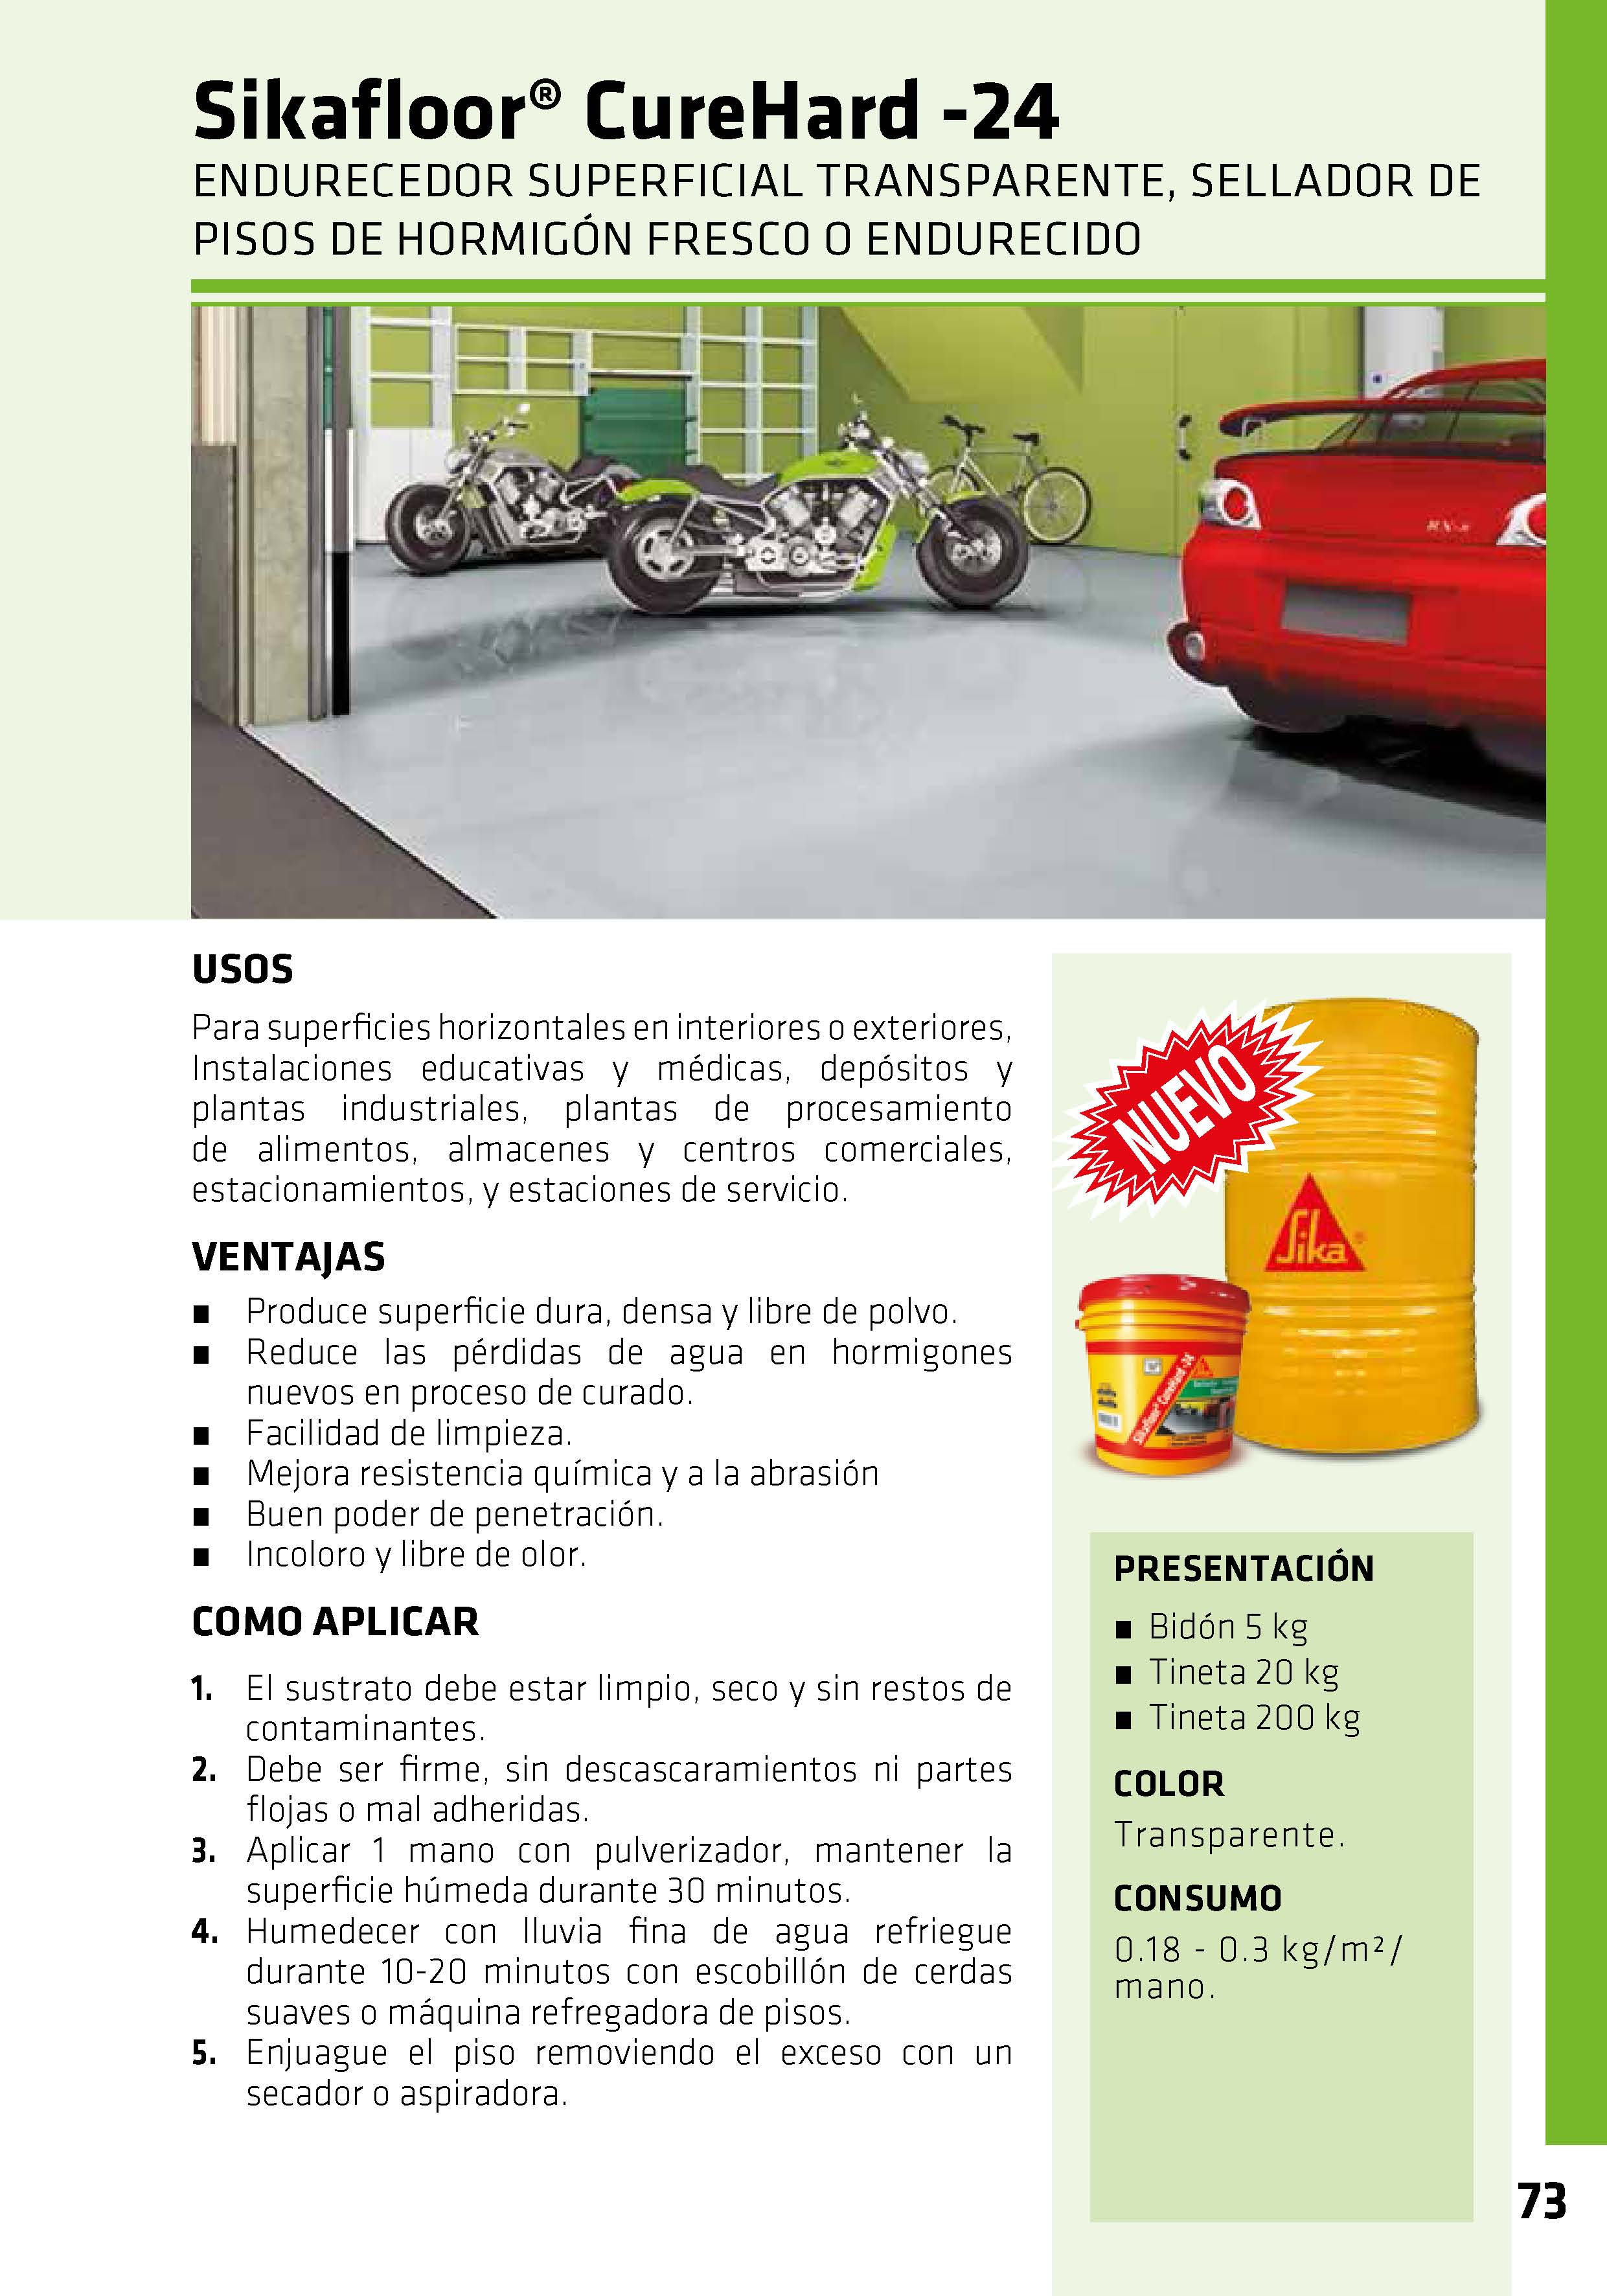 Sikafloor® CureHard -24
ENDURECEDOR SUPERFICIAL TRANSPARENTE, SELLADOR DE
PISOS DE HORMIGÓN FRESCO O ENDURECIDO
USOS
Para superficies horizontales en interiores o exteriores,
Instalaciones educativas y médicas, depósitos y
plantas industriales, plantas de procesamiento
de alimentos, almacenes y centros comerciales,
estacionamientos, y estaciones de servicio.
VENTAJAS
■ Produce superficie dura, densa y libre de polvo.
■ Reduce las pérdidas de agua en hormigones
nuevos en proceso de curado.
■ Facilidad de limpieza.
■ Mejora resistencia química y a la abrasión
■ Buen poder de penetración.
■ Incoloro y libre de olor.
COMO APLICAR
1. El sustrato debe estar limpio, seco y sin restos de
contaminantes.
2. Debe ser firme, sin descascaramientos ni partes
flojas o mal adheridas.
3. Aplicar 1 mano con pulverizador, mantener la
superficie húmeda durante 30 minutos.
4. Humedecer con lluvia fina de agua refriegue
durante 10-20 minutos con escobillón de cerdas
suaves o máquina refregadora de pisos.
5. Enjuague el piso removiendo el exceso con un
secador o aspiradora.
NUEVO
Sika®
Sikafloor® CureHard -24
PRESENTACIÓN
■ Bidón 5 kg
■ Tineta 20 kg
■ Tineta 200 kg
COLOR
Transparente.
CONSUMO
0.18 - 0.3 kg/m²/
mano.
73